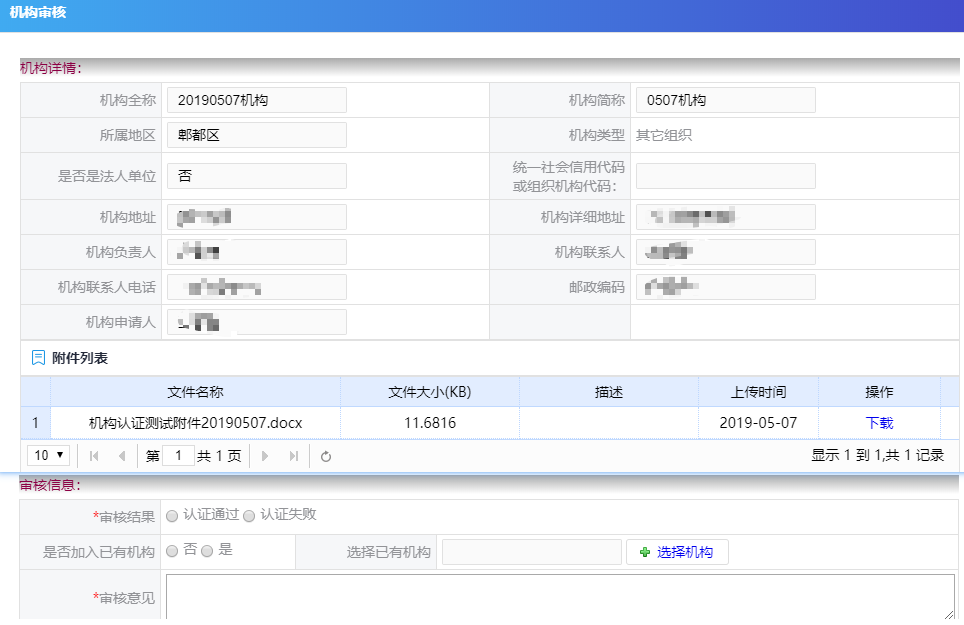 机构审核
机构详情:
机构全称 20190507机构 机构简称 0507机构
所属地区 郫都区 机构类型 其它组织
是否是法人单位 否 统一社会信用代码
或组织机构代码:
机构地址 机构详细地址
机构负责人 机构联系人
机构联系人电话 邮政编码
机构申请人
附件列表
文件名称 文件大小(KB) 描述 上传时间 操作
1 机构认证测试附件20190507.docx 11.6816 2019-05-07 下载
10 第 1 共 1 页 显示 1 到 1,共 1 记录
审核信息:
*审核结果 认证通过 认证失败
是否加入已有机构 否 是 选择已有机构 选择机构
*审核意见